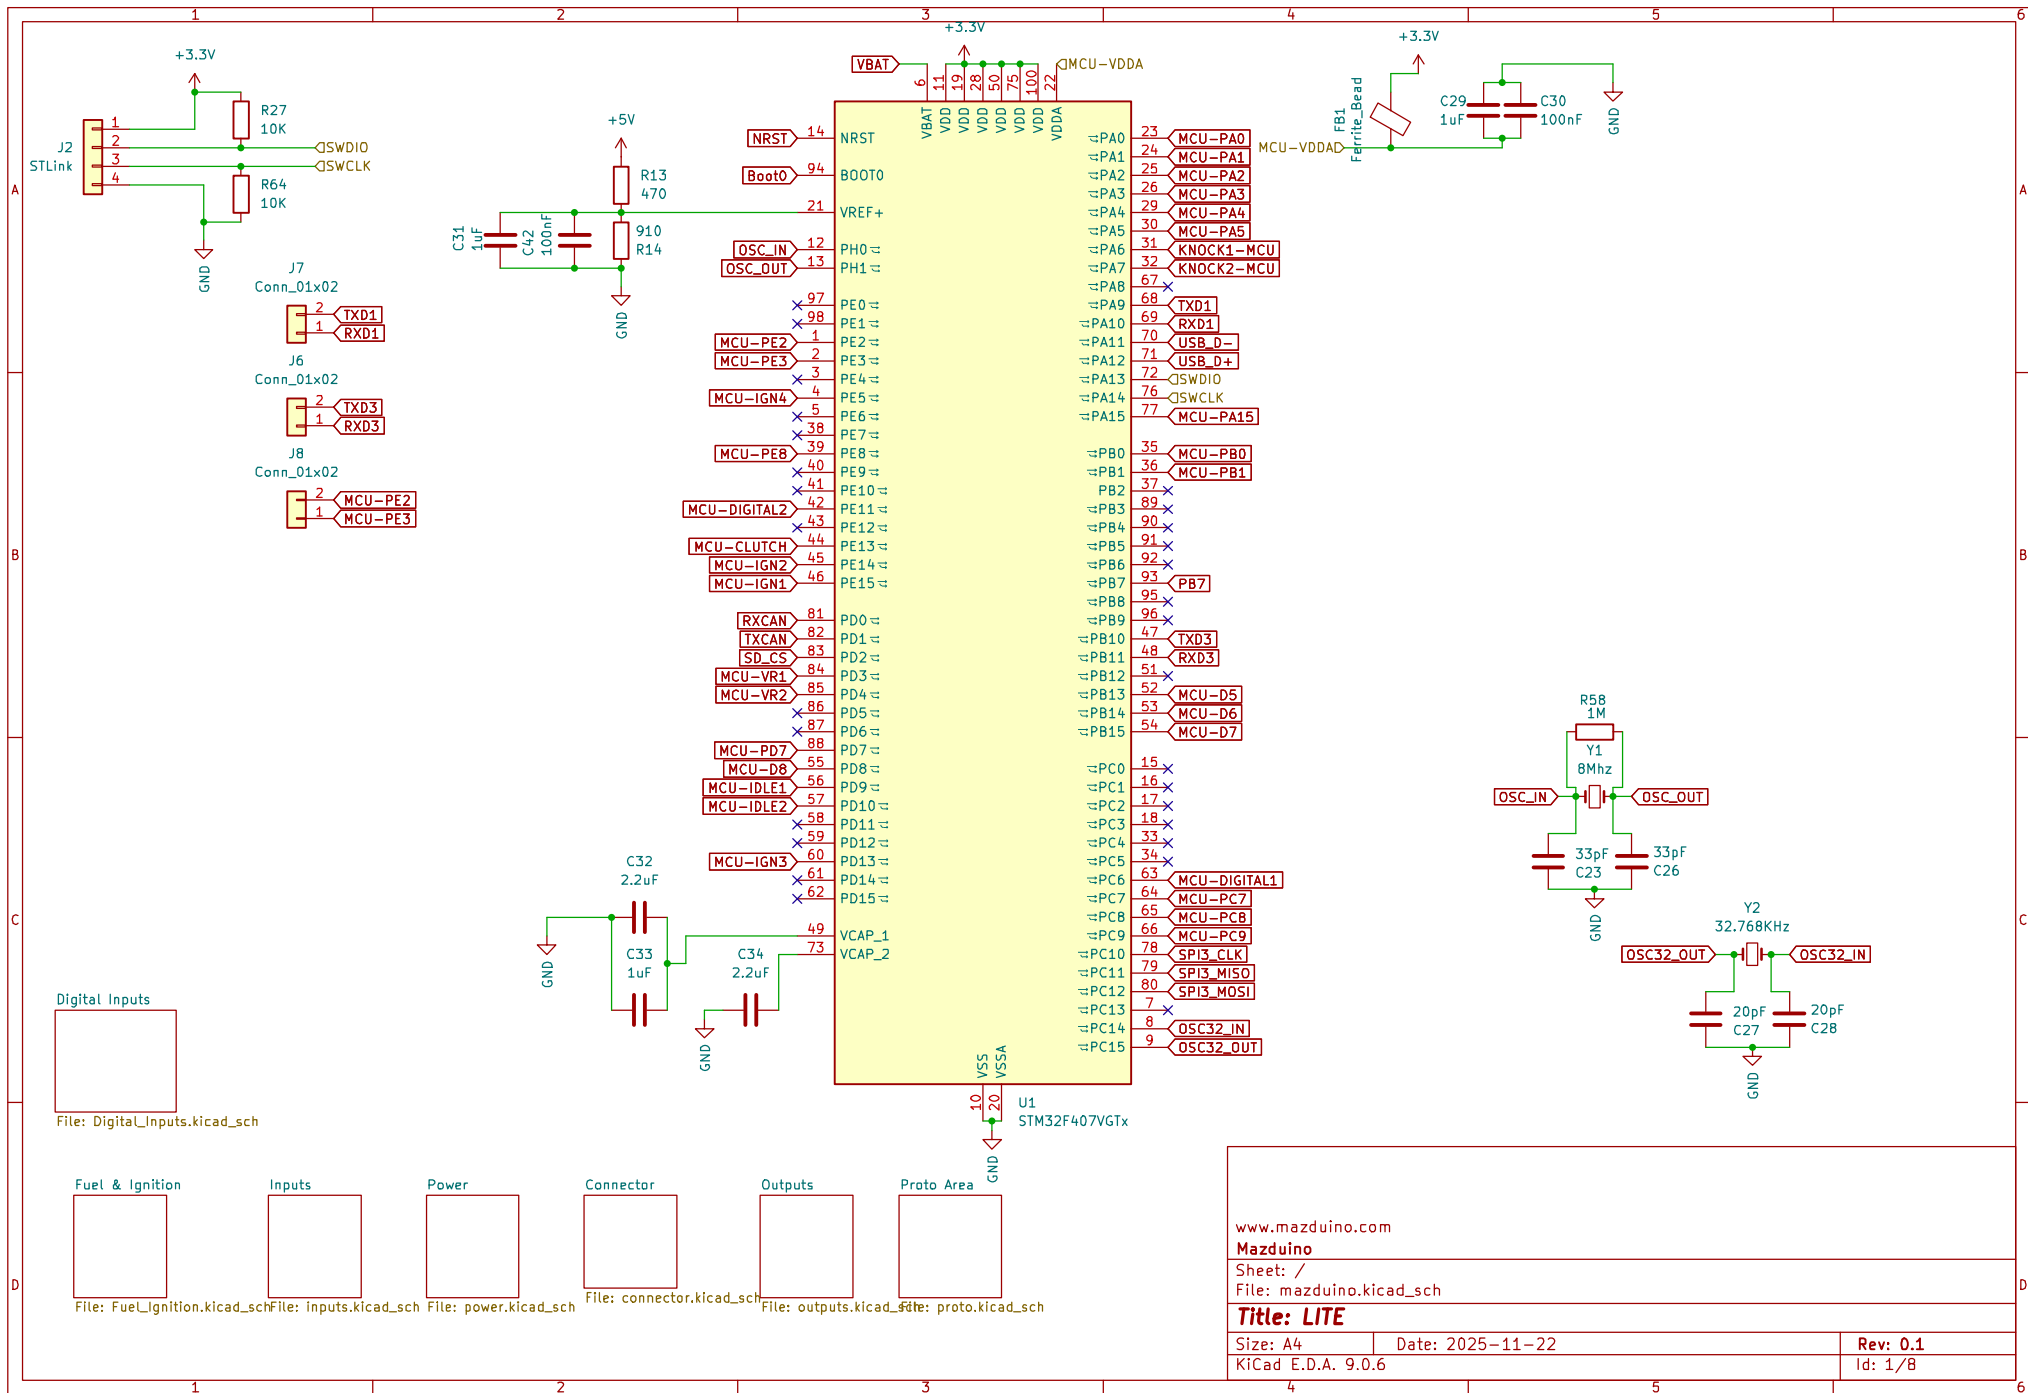 1 2 3 4 5 6
A
B
C
D
+3.3V
R27
10K
J2
STLink
1
2
3
4
SWDIO
SWCLK
R64
10K
GND
J7
Conn_01x02
2 TXD1
1 RXD1
J6
Conn_01x02
2 TXD3
1 RXD3
J8
Conn_01x02
2 MCU-PE2
1 MCU-PE3
+5V
R13
470
910
R14
C31
1uF
C42
100nF
GND
+3.3V
VBAT
MCU-VDDA
6 11 19 28 50 75 100 22
VBAT VDD VDD VDD VDD VDD VDD VDDA
NRST 14 NRST
Boot0 94 BOOT0
21 VREF+
OSC_IN 12 PH0
OSC_OUT 13 PH1
97 PE0
98 PE1
MCU-PE2 1 PE2
MCU-PE3 2 PE3
3 PE4
MCU-IGN4 4 PE5
5 PE6
38 PE7
MCU-PE8 39 PE8
40 PE9
41 PE10
MCU-DIGITAL2 42 PE11
43 PE12
MCU-CLUTCH 44 PE13
MCU-IGN2 45 PE14
MCU-IGN1 46 PE15
RXCAN 81 PD0
TXCAN 82 PD1
SD_CS 83 PD2
MCU-VR1 84 PD3
MCU-VR2 85 PD4
86 PD5
87 PD6
MCU-PD7 88 PD7
MCU-D8 55 PD8
MCU-IDLE1 56 PD9
MCU-IDLE2 57 PD10
58 PD11
59 PD12
MCU-IGN3 60 PD13
61 PD14
62 PD15
49 VCAP_1
73 VCAP_2
PA0 23 MCU-PA0
PA1 24 MCU-PA1
PA2 25 MCU-PA2
PA3 26 MCU-PA3
PA4 29 MCU-PA4
PA5 30 MCU-PA5
PA6 31 KNOCK1-MCU
PA7 32 KNOCK2-MCU
PA8 67
PA9 68 TXD1
PA10 69 RXD1
PA11 70 USB_D-
PA12 71 USB_D+
PA13 72 SWDIO
PA14 76 SWCLK
PA15 77 MCU-PA15
PB0 35 MCU-PB0
PB1 36 MCU-PB1
PB2 37
PB3 89
PB4 90
PB5 91
PB6 92
PB7 93 PB7
PB8 95
PB9 96
PB10 47 TXD3
PB11 48 RXD3
PB12 51
PB13 52 MCU-D5
PB14 53 MCU-D6
PB15 54 MCU-D7
PC0 15
PC1 16
PC2 17
PC3 18
PC4 33
PC5 34
PC6 63 MCU-DIGITAL1
PC7 64 MCU-PC7
PC8 65 MCU-PC8
PC9 66 MCU-PC9
PC10 78 SPI3_CLK
PC11 79 SPI3_MISO
PC12 80 SPI3_MOSI
PC13 7
PC14 8 OSC32_IN
PC15 9 OSC32_OUT
VSS VSSA
10 20
U1
STM32F407VGTx
GND
C32
2.2uF
C33
1uF
GND
C34
2.2uF
GND
+3.3V
FB1
Ferrite_Bead
MCU-VDDA
C29
1uF
C30
100nF
GND
R58
1M
Y1
8Mhz
OSC_IN
OSC_OUT
33pF
C23
33pF
C26
GND
Y2
32.768KHz
OSC32_OUT
OSC32_IN
20pF
C27
20pF
C28
GND
Digital Inputs
File: Digital_Inputs.kicad_sch
Fuel & Ignition
File: Fuel_Ignition.kicad_sch
Inputs
File: inputs.kicad_sch
Power
File: power.kicad_sch
Connector
File: connector.kicad_sch
Outputs
File: outputs.kicad_sch
Proto Area
File: proto.kicad_sch
www.mazduino.com
Mazduino
Sheet: /
File: mazduino.kicad_sch
Title: LITE
Size: A4 Date: 2025-11-22 Rev: 0.1
KiCad E.D.A. 9.0.6 Id: 1/8
A
B
C
D
1 2 3 4 5 6